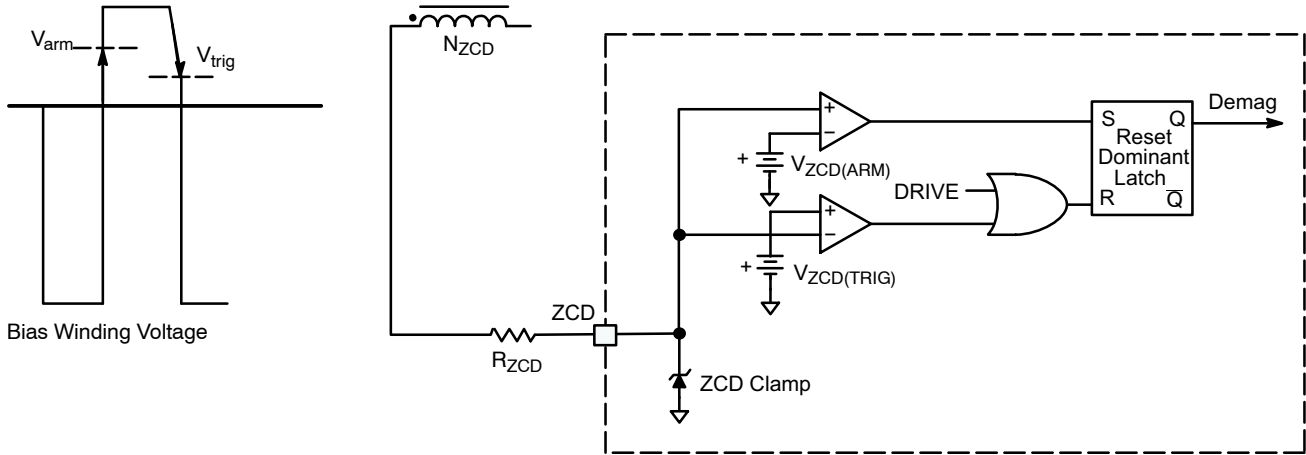 V_arm
V_trig
Bias Winding Voltage
N_ZCD
R_ZCD
ZCD
ZCD Clamp
+
−
+ V_ZCD(ARM)
+
−
+ V_ZCD(TRIG)
DRIVE
S Q
Reset
Dominant
Latch
R Q̅
Demag